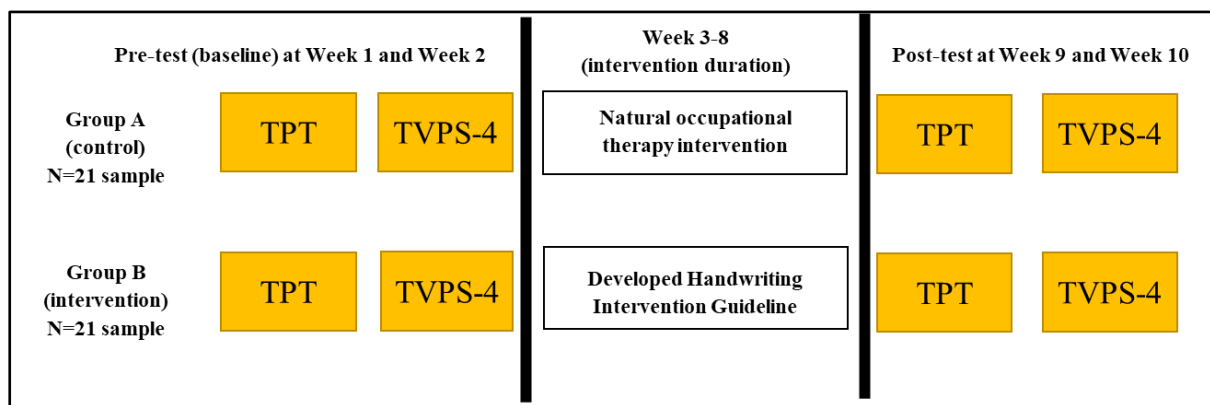 Pre-test (baseline) at Week 1 and Week 2
Week 3-8
(intervention duration)
Post-test at Week 9 and Week 10
Group A
(control)
N=21 sample
TPT
TVPS-4
Natural occupational
therapy intervention
TPT
TVPS-4
Group B
(intervention)
N=21 sample
TPT
TVPS-4
Developed Handwriting
Intervention Guideline
TPT
TVPS-4